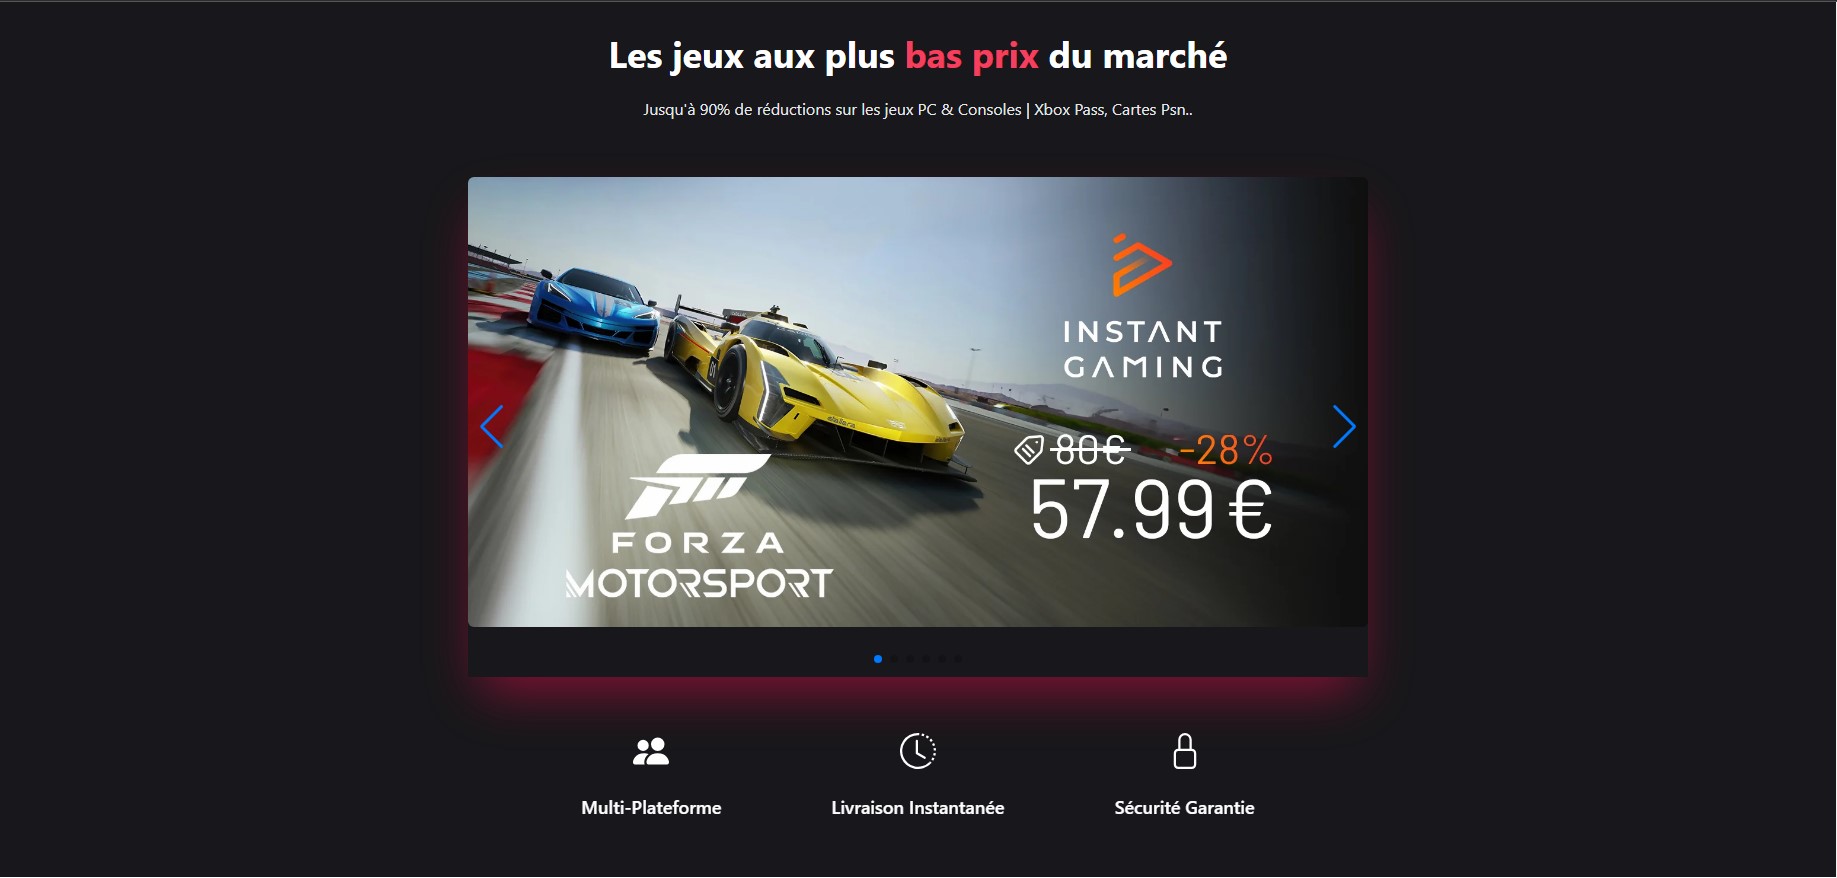 Les jeux aux plus bas prix du marché
Jusqu'à 90% de réductions sur les jeux PC & Consoles | Xbox Pass, Cartes Psn..
INSTANT
GAMING
80€ -28%
57.99€
FORZA
MOTORSPORT
Multi-Plateforme
Livraison Instantanée
Sécurité Garantie